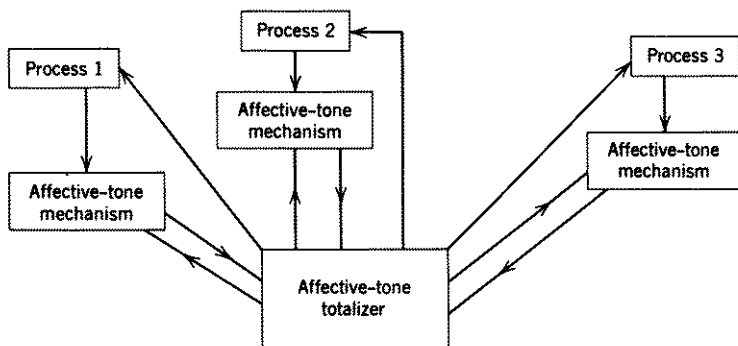 Process 2
Process 1
Process 3
Affective-tone
mechanism
Affective-tone
mechanism
Affective-tone
mechanism
Affective-tone
totalizer